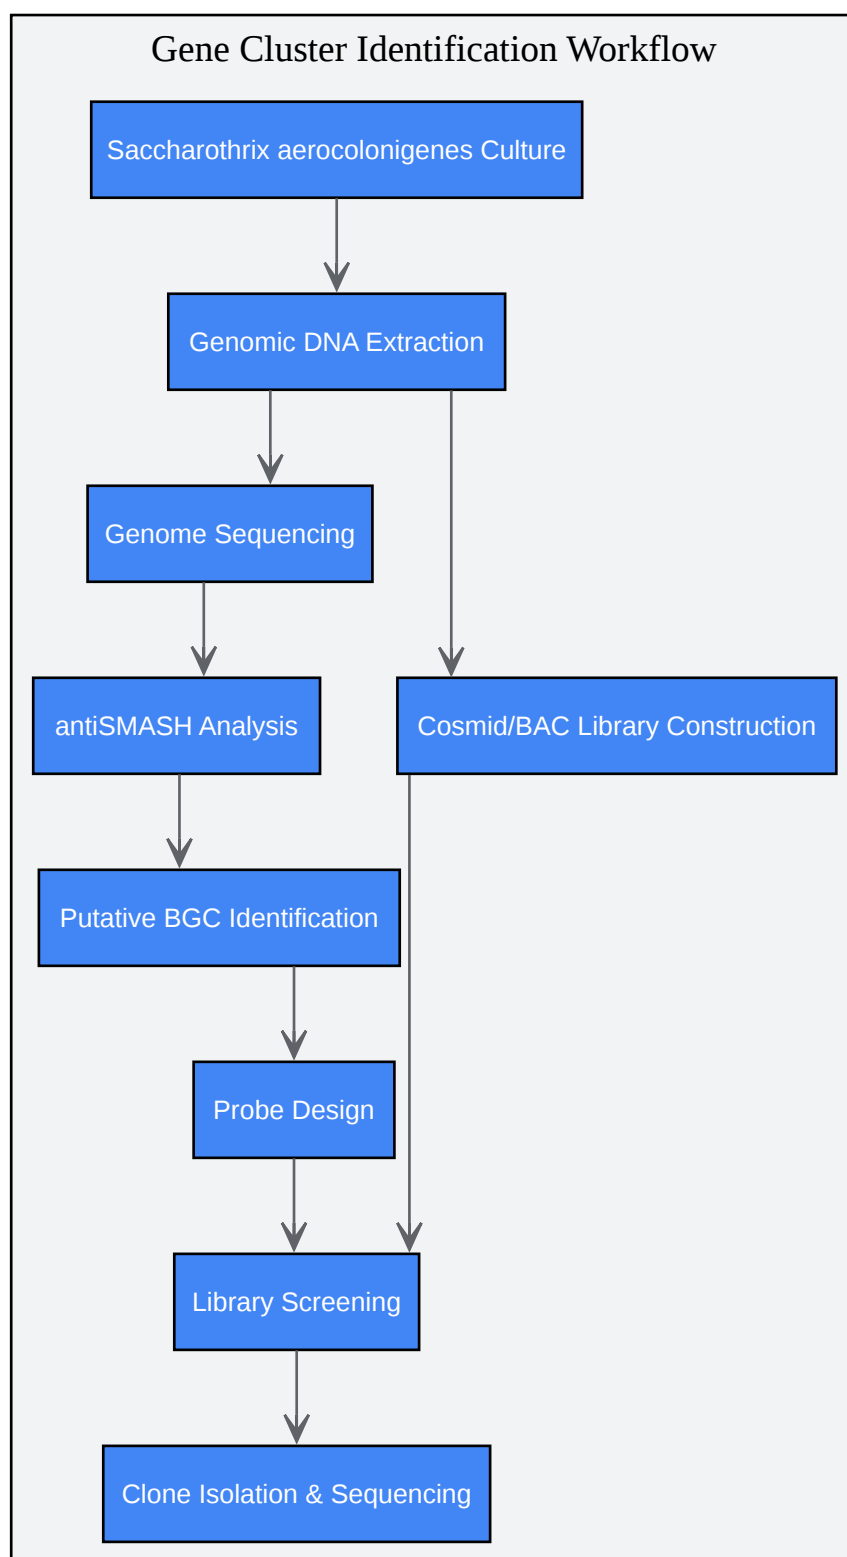 Gene Cluster Identification Workflow
Saccharothrix aerocolonigenes Culture
Genomic DNA Extraction
Genome Sequencing
antiSMASH Analysis
Cosmid/BAC Library Construction
Putative BGC Identification
Probe Design
Library Screening
Clone Isolation & Sequencing